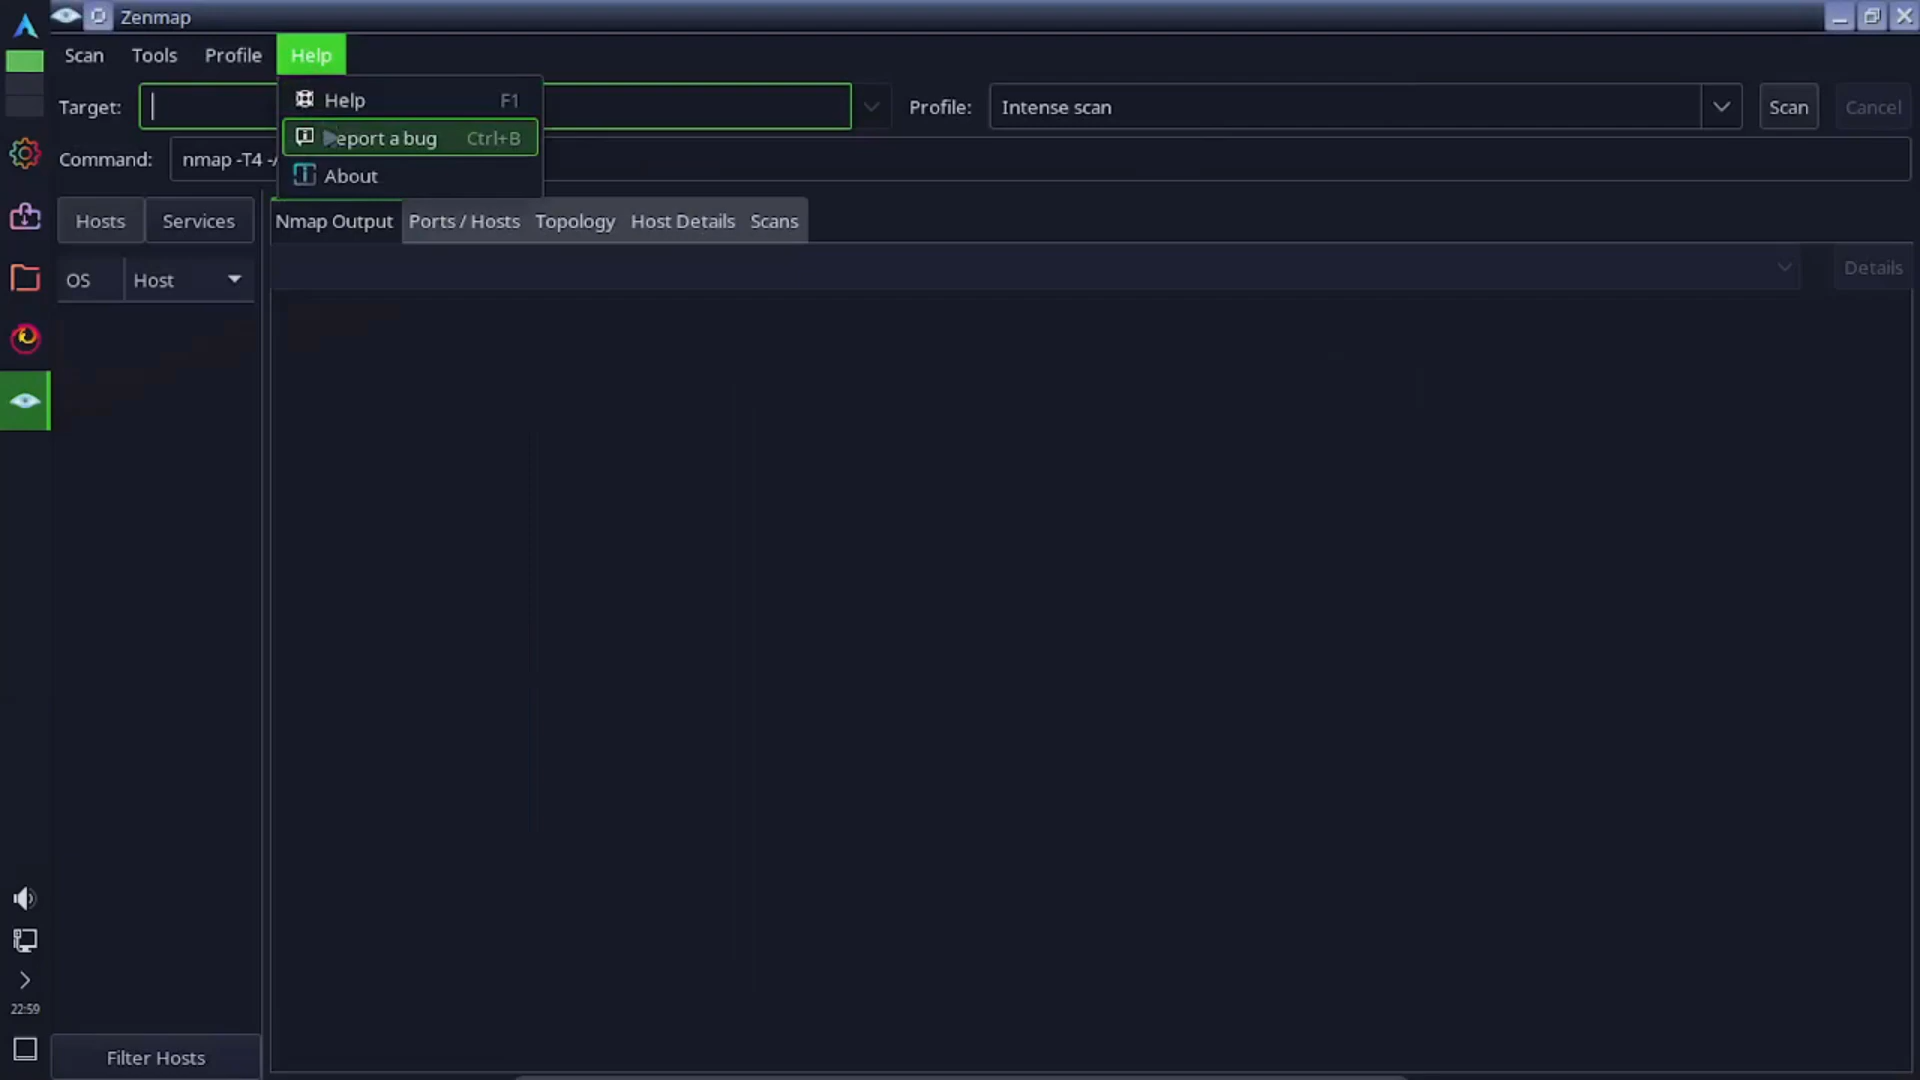 Zenmap
Scan Tools Profile Help
Target: Profile: Intense scan Scan Cancel
Help F1
eport a bug Ctrl+B
Command: nmap -T4 -
About
Hosts Services Nmap Output Ports / Hosts Topology Host Details Scans
OS Host Details
22:59
Filter Hosts